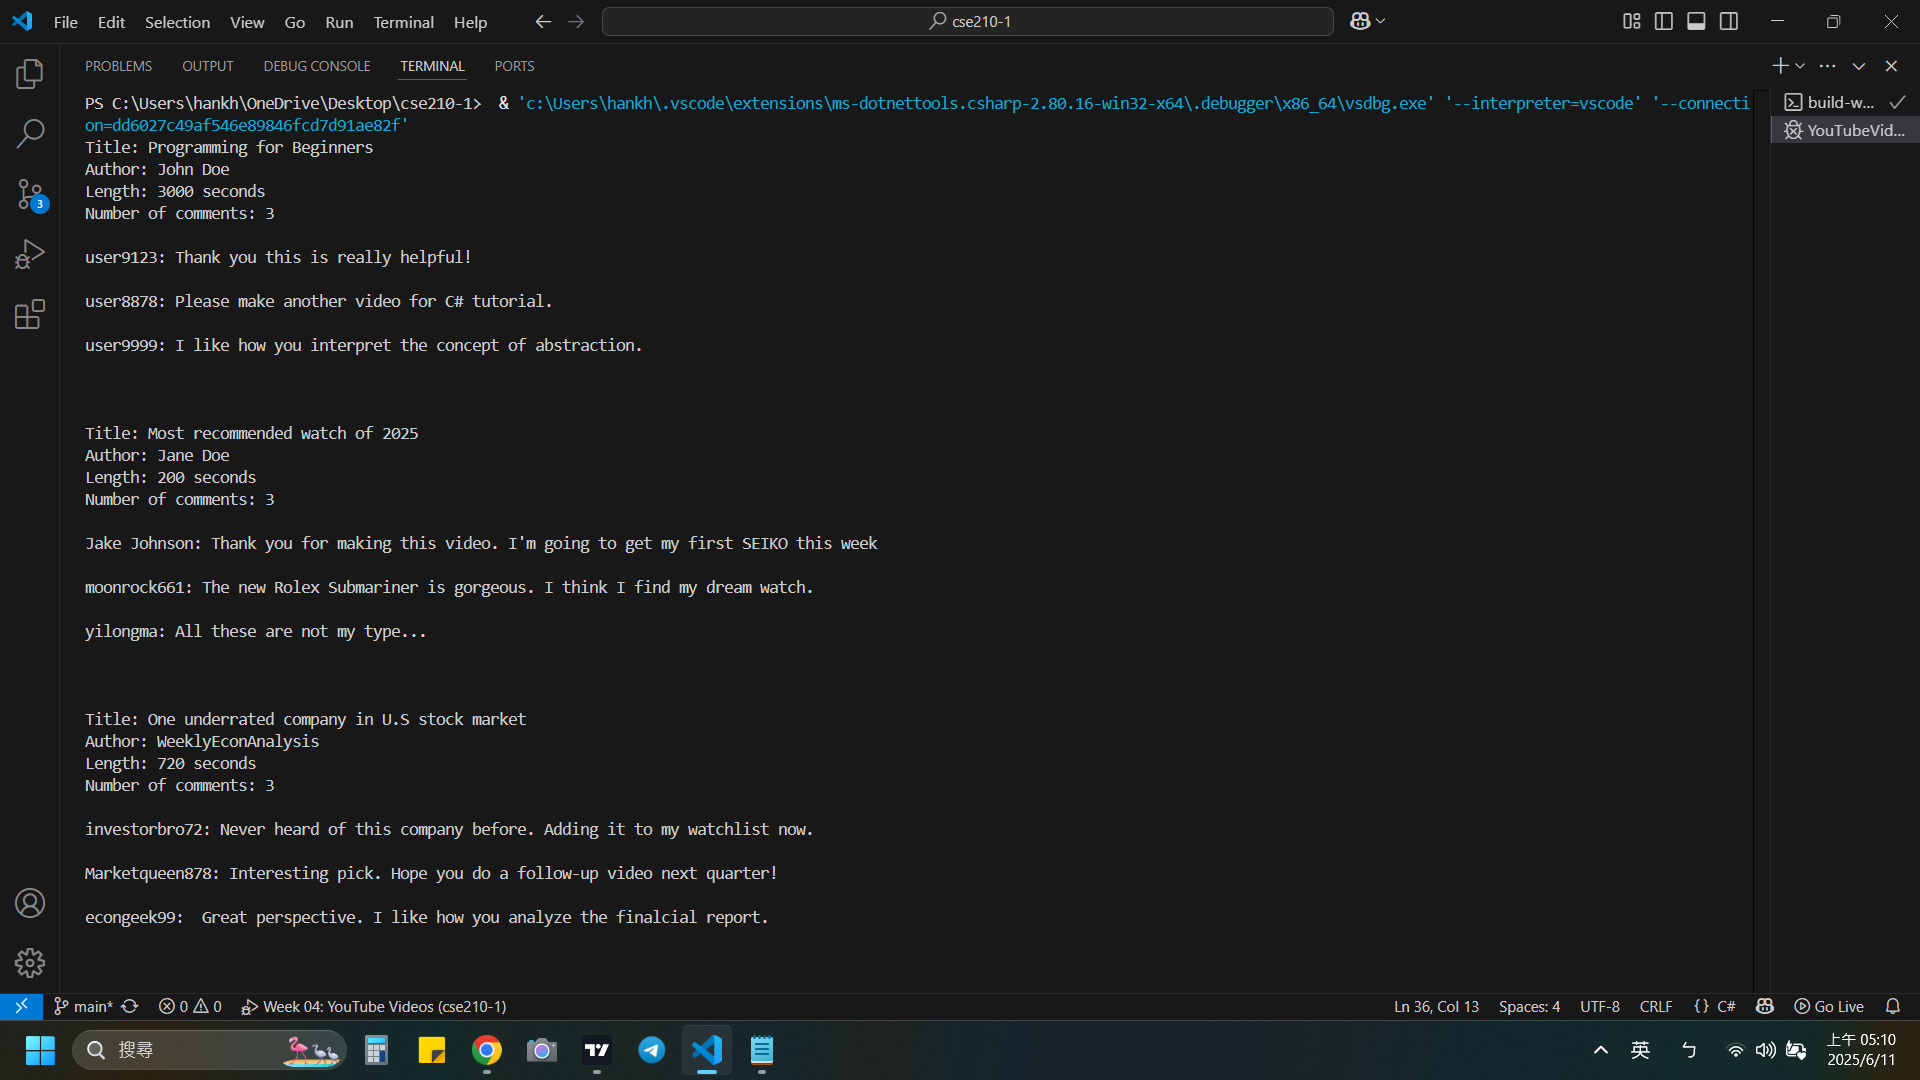 File Edit Selection View Go Run Terminal Help
cse210-1
PROBLEMS OUTPUT DEBUG CONSOLE TERMINAL PORTS
PS C:\Users\hankh\OneDrive\Desktop\cse210-1>  & 'c:\Users\hankh\.vscode\extensions\ms-dotnettools.csharp-2.80.16-win32-x64\.debugger\x86_64\vsdbg.exe' '--interpreter=vscode' '--connecti
on=dd6027c49af546e89846fcd7d91ae82f'
build-w...
YouTubeVid...
Title: Programming for Beginners
Author: John Doe
Length: 3000 seconds
Number of comments: 3
user9123: Thank you this is really helpful!
user8878: Please make another video for C# tutorial.
user9999: I like how you interpret the concept of abstraction.
Title: Most recommended watch of 2025
Author: Jane Doe
Length: 200 seconds
Number of comments: 3
Jake Johnson: Thank you for making this video. I'm going to get my first SEIKO this week
moonrock661: The new Rolex Submariner is gorgeous. I think I find my dream watch.
yilongma: All these are not my type...
Title: One underrated company in U.S stock market
Author: WeeklyEconAnalysis
Length: 720 seconds
Number of comments: 3
investorbro72: Never heard of this company before. Adding it to my watchlist now.
Marketqueen878: Interesting pick. Hope you do a follow-up video next quarter!
econgeek99:  Great perspective. I like how you analyze the finalcial report.
3
main* 0 0 Week 04: YouTube Videos (cse210-1) Ln 36, Col 13 Spaces: 4 UTF-8 CRLF {} C# Go Live
搜尋 英 ㄅ 上午 05:10
2025/6/11